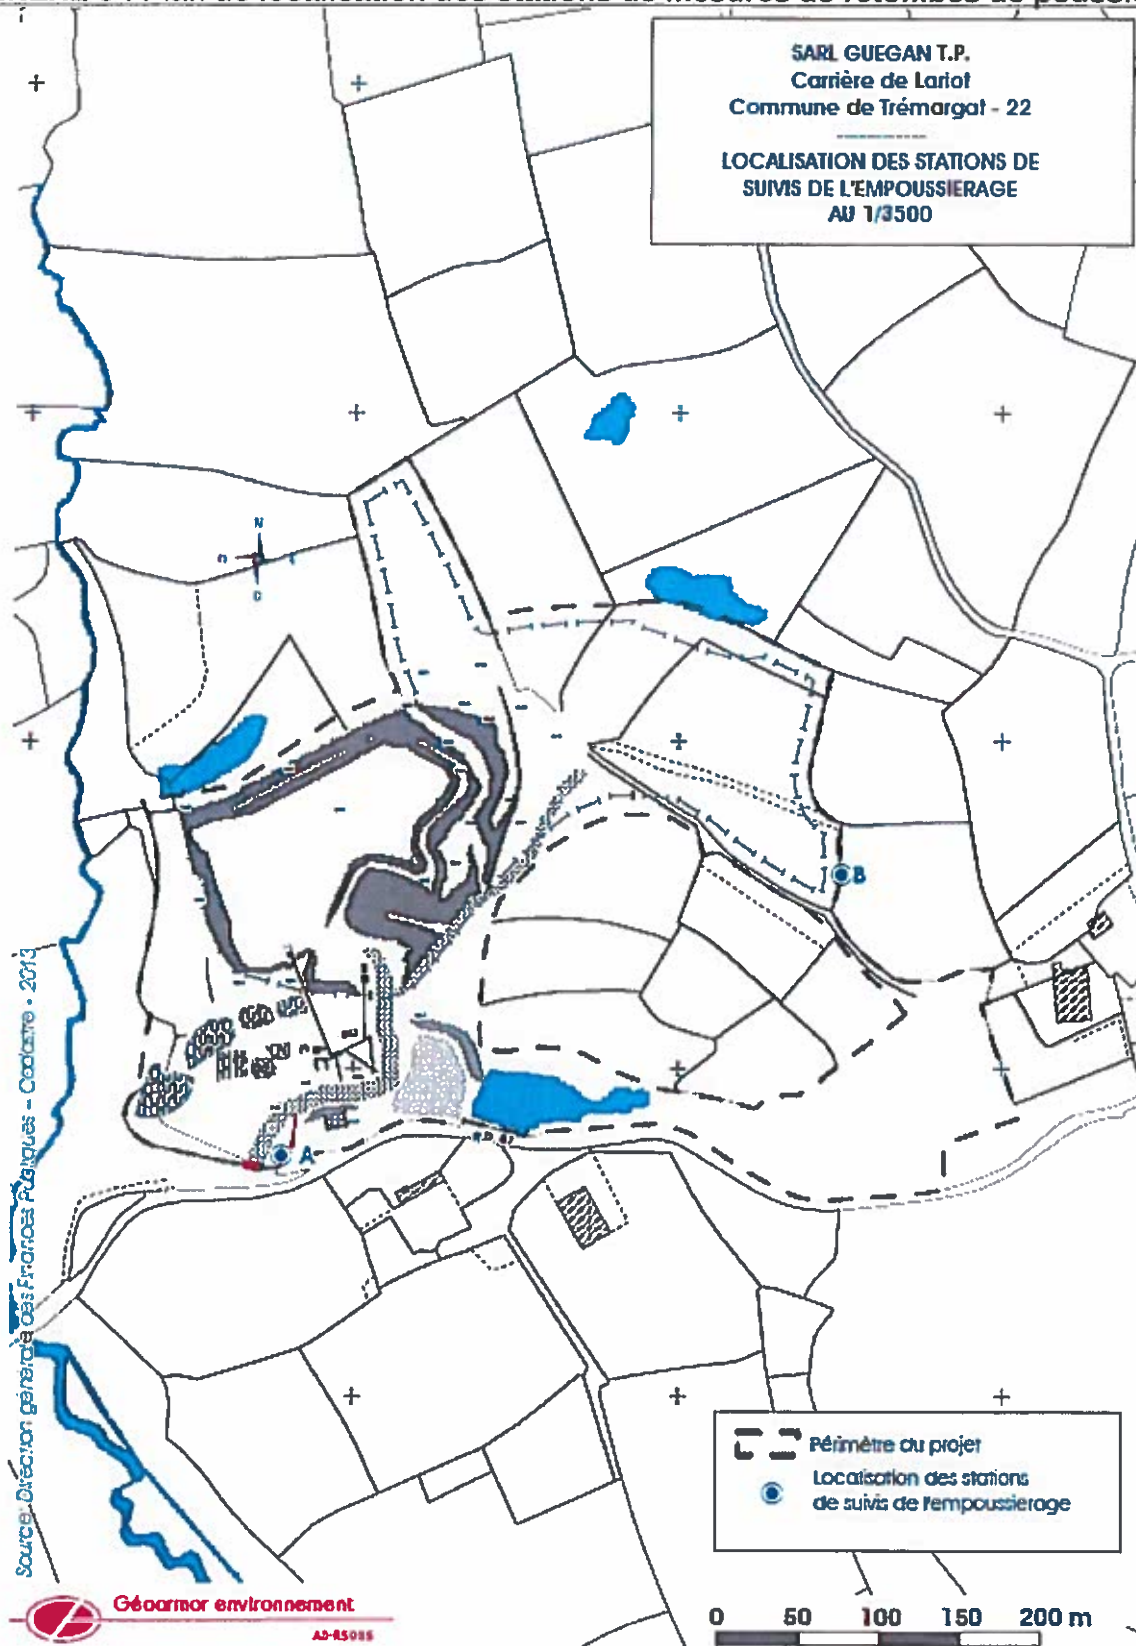 SARL GUEGAN T.P.
Carrière de Lariot
Commune de Trémargat - 22
LOCALISATION DES STATIONS DE
SUIVIS DE L'EMPOUSSIERAGE
AU 1/3500
N
B
A
Source: Direction générale des Finances Publiques - Cadastre - 2013
Périmètre du projet
Localisation des stations
de suivis de l'empoussierage
Géoarmor environnement
0 50 100 150 200 m